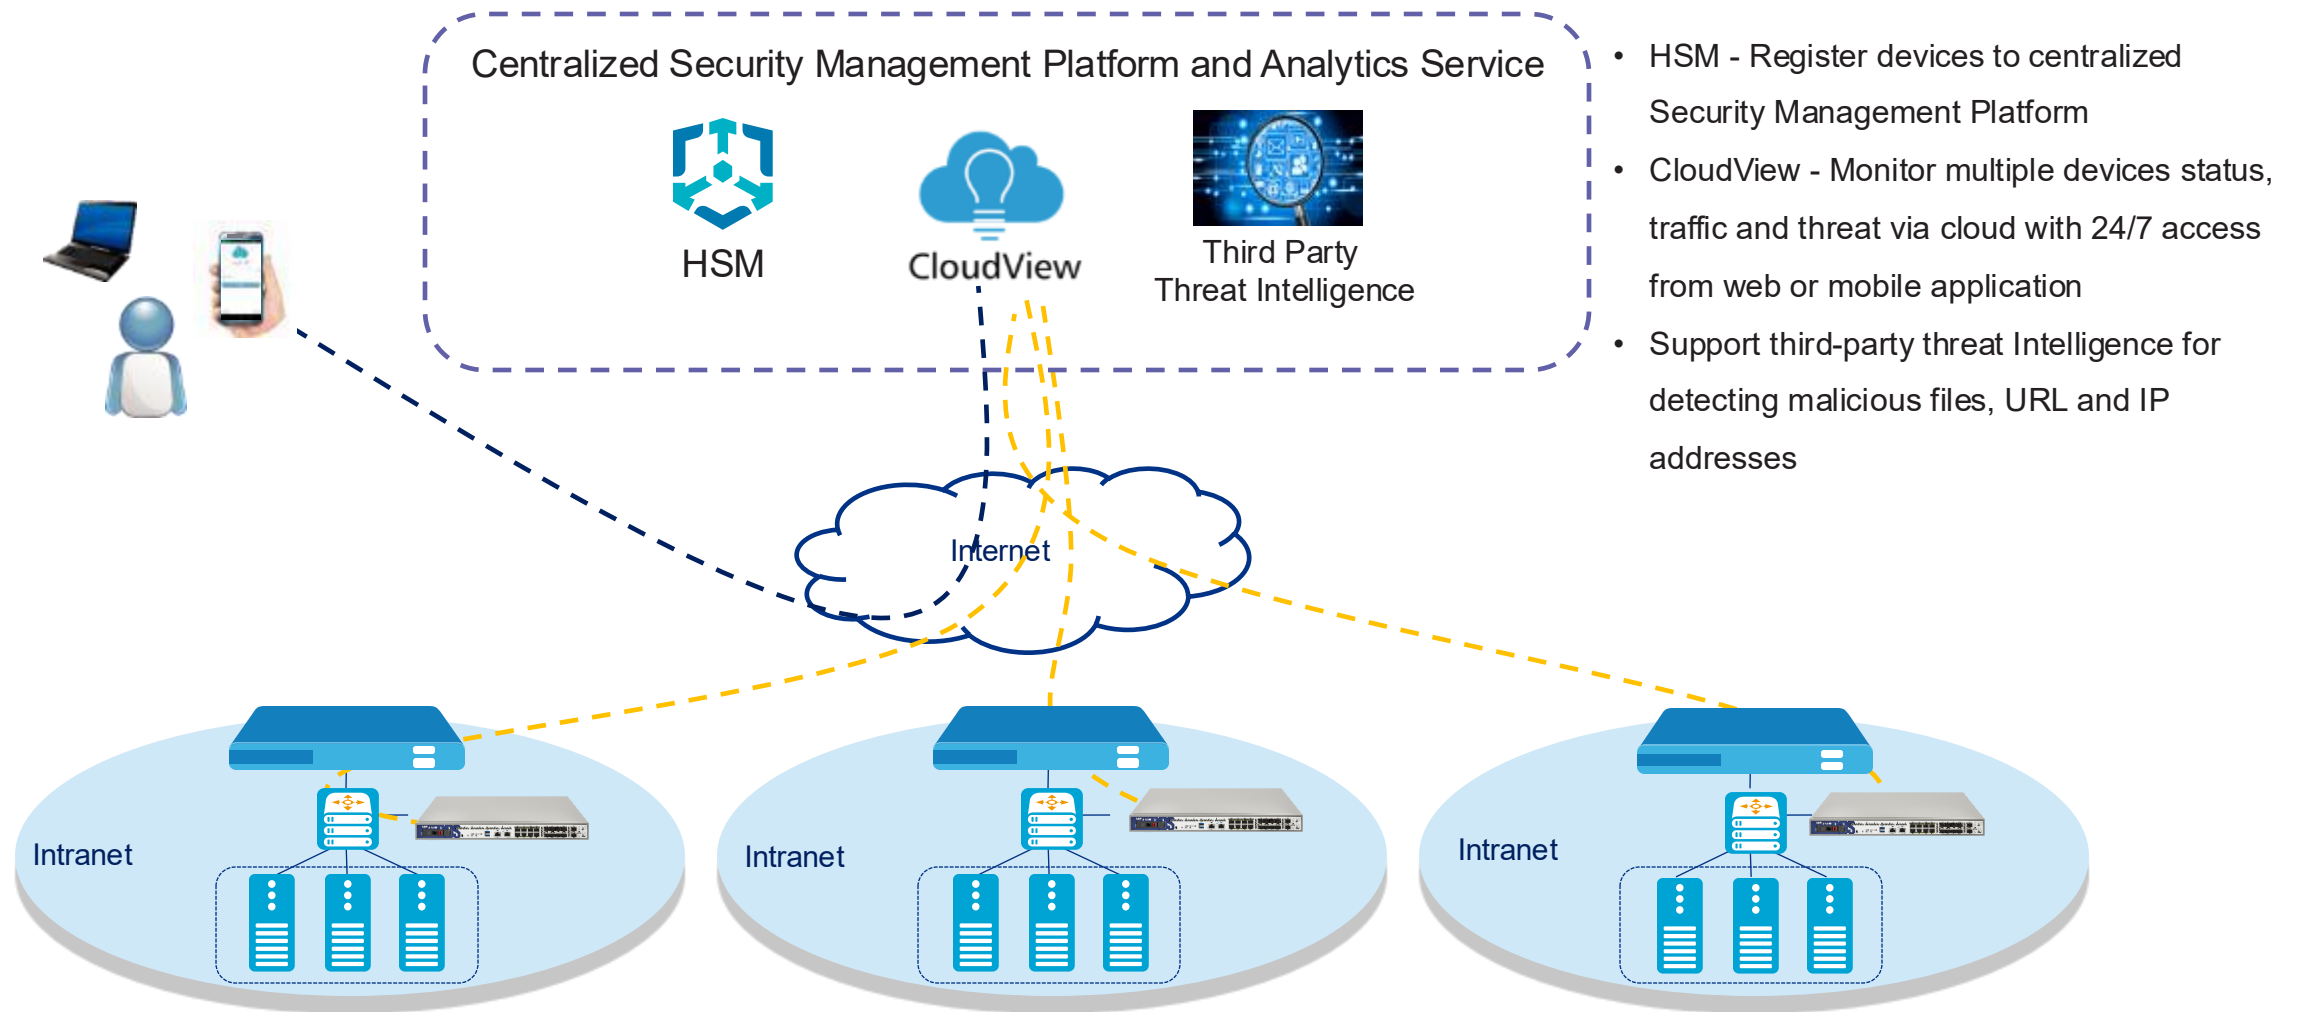 Centralized Security Management Platform and Analytics Service
HSM
CloudView
Third Party
Threat Intelligence
• HSM - Register devices to centralized
Security Management Platform
• CloudView - Monitor multiple devices status,
traffic and threat via cloud with 24/7 access
from web or mobile application
• Support third-party threat Intelligence for
detecting malicious files, URL and IP
addresses
Internet
Intranet
Intranet
Intranet